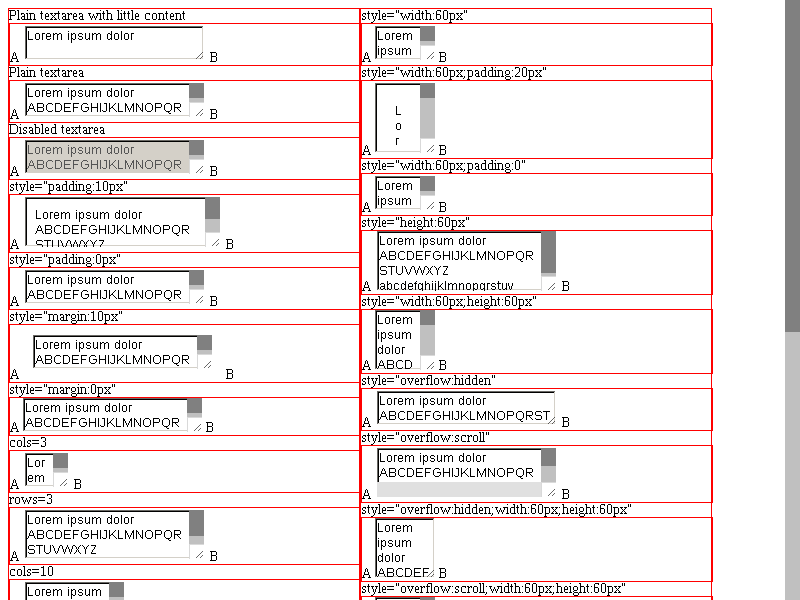 Plain textarea with little content
Lorem ipsum dolor
A B
Plain textarea
Lorem ipsum dolor
ABCDEFGHIJKLMNOPQR
A B
Disabled textarea
Lorem ipsum dolor
ABCDEFGHIJKLMNOPQR
A B
style="padding:10px"
Lorem ipsum dolor
ABCDEFGHIJKLMNOPQR
STUVWXYZ
A B
style="padding:0px"
Lorem ipsum dolor
ABCDEFGHIJKLMNOPQR
A B
style="margin:10px"
Lorem ipsum dolor
ABCDEFGHIJKLMNOPQR
A B
style="margin:0px"
Lorem ipsum dolor
ABCDEFGHIJKLMNOPQR
A B
cols=3
Lor
em
A B
rows=3
Lorem ipsum dolor
ABCDEFGHIJKLMNOPQR
STUVWXYZ
A B
cols=10
Lorem ipsum
style="width:60px"
Lorem
ipsum
A B
style="width:60px;padding:20px"
L
o
r
A B
style="width:60px;padding:0"
Lorem
ipsum
A B
style="height:60px"
Lorem ipsum dolor
ABCDEFGHIJKLMNOPQR
STUVWXYZ
abcdefghijklmnopqrstuv
A B
style="width:60px;height:60px"
Lorem
ipsum
dolor
ABCD
A B
style="overflow:hidden"
Lorem ipsum dolor
ABCDEFGHIJKLMNOPQRST
A B
style="overflow:scroll"
Lorem ipsum dolor
ABCDEFGHIJKLMNOPQR
A B
style="overflow:hidden;width:60px;height:60px"
Lorem
ipsum
dolor
ABCDEF
A B
style="overflow:scroll;width:60px;height:60px"